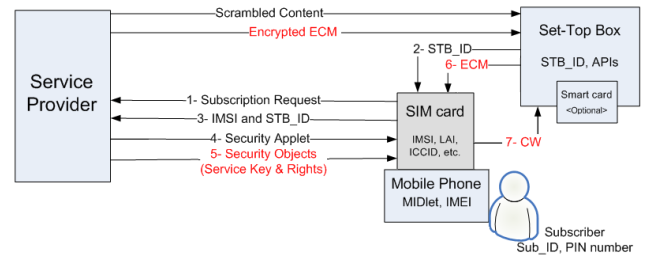 Scrambled Content
Encrypted ECM
Set-Top Box
STB_ID, APIs
Smart card
<Optional>
2- STB_ID
6- ECM
Service
Provider
1- Subscription Request
3- IMSI and STB_ID
4- Security Applet
5- Security Objects
(Service Key & Rights)
SIM card
IMSI, LAI,
ICCID, etc.
7- CW
Mobile Phone
MIDlet, IMEI
Subscriber
Sub_ID, PIN number